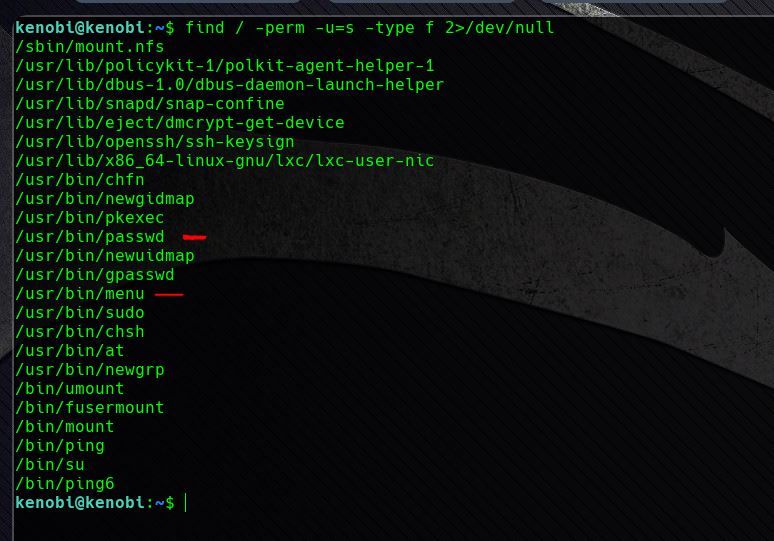 kenobi@kenobi:~$ find / -perm -u=s -type f 2>/dev/null
/sbin/mount.nfs
/usr/lib/policykit-1/polkit-agent-helper-1
/usr/lib/dbus-1.0/dbus-daemon-launch-helper
/usr/lib/snapd/snap-confine
/usr/lib/eject/dmcrypt-get-device
/usr/lib/openssh/ssh-keysign
/usr/lib/x86_64-linux-gnu/lxc/lxc-user-nic
/usr/bin/chfn
/usr/bin/newgidmap
/usr/bin/pkexec
/usr/bin/passwd
/usr/bin/newuidmap
/usr/bin/gpasswd
/usr/bin/menu
/usr/bin/sudo
/usr/bin/chsh
/usr/bin/at
/usr/bin/newgrp
/bin/umount
/bin/fusermount
/bin/mount
/bin/ping
/bin/su
/bin/ping6
kenobi@kenobi:~$